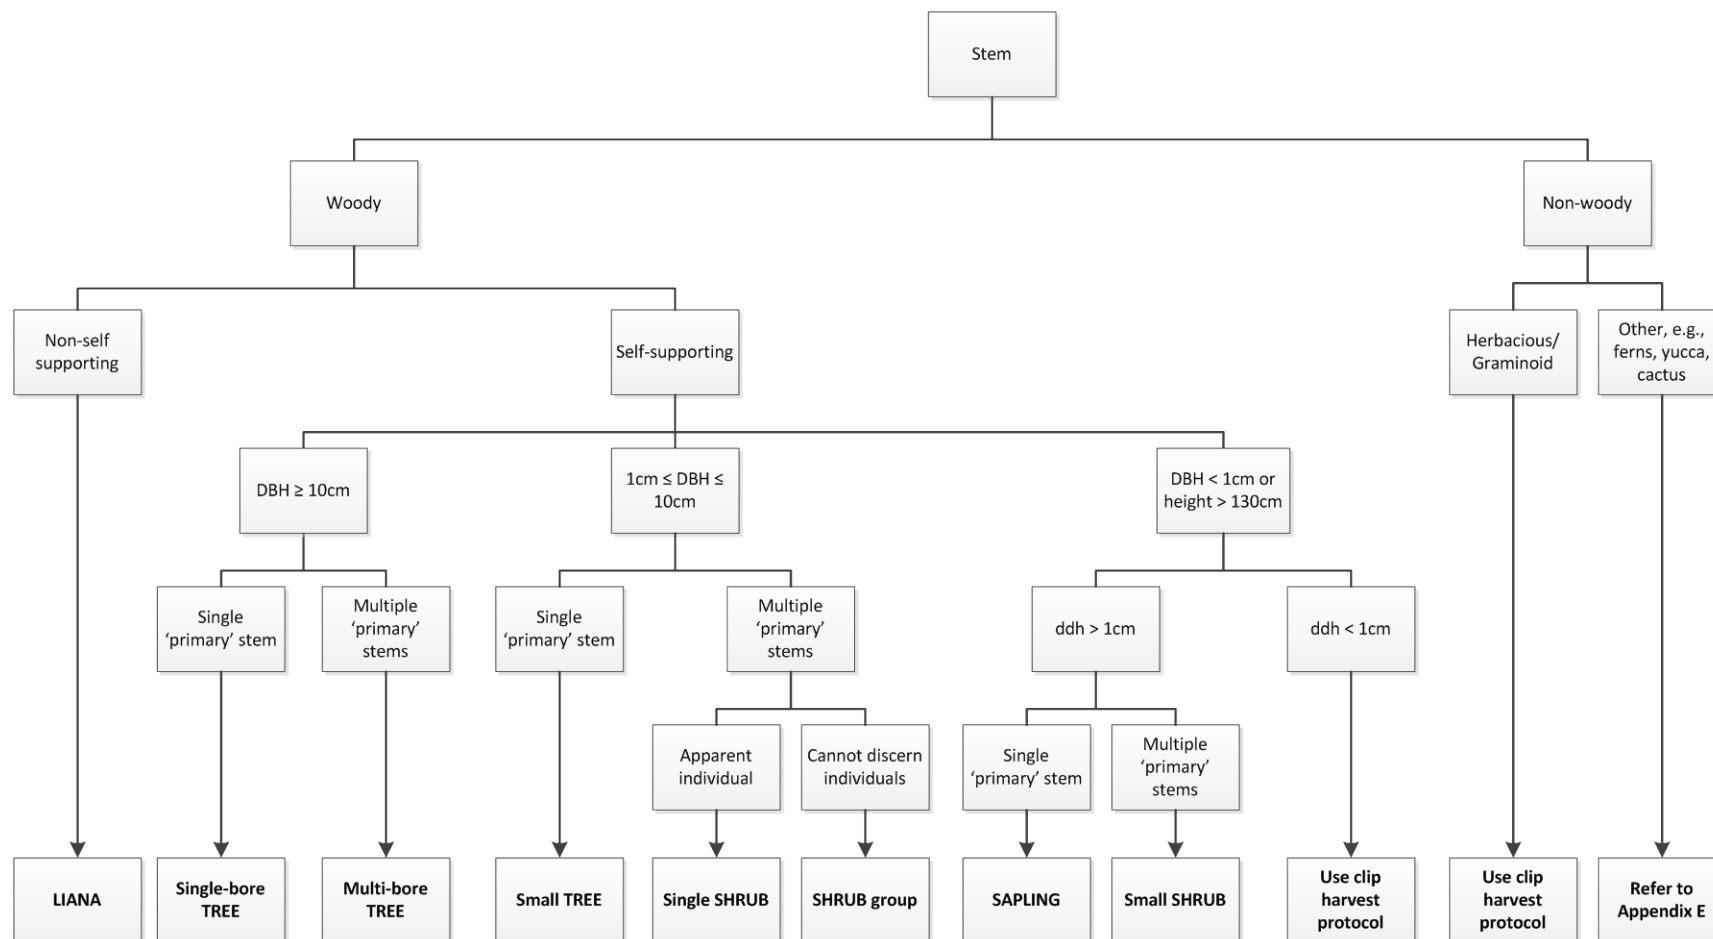 Stem
Woody
Non-woody
Non-self
supporting
Self-supporting
Herbacious/
Graminoid
Other, e.g.,
ferns, yucca,
cactus
DBH ≥ 10cm
1cm ≤ DBH ≤
10cm
DBH < 1cm or
height > 130cm
Single
‘primary’ stem
Multiple
‘primary’
stems
Single
‘primary’ stem
Multiple
‘primary’
stems
ddh > 1cm
ddh < 1cm
Apparent
individual
Cannot discern
individuals
Single
‘primary’ stem
Multiple
‘primary’
stems
LIANA
Single-bore
TREE
Multi-bore
TREE
Small TREE
Single SHRUB
SHRUB group
SAPLING
Small SHRUB
Use clip
harvest
protocol
Use clip
harvest
protocol
Refer to
Appendix E